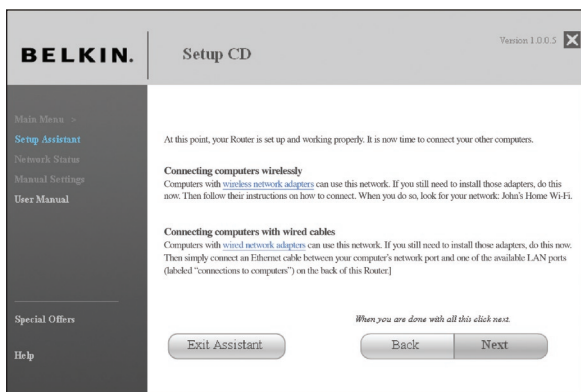 BELKIN.
Setup CD
Version 1.0.0.5
Main Menu >
Setup Assistant
Network Status
Manual Settings
User Manual
Special Offers
Help
At this point, your Router is set up and working properly. It is now time to connect your other computers.
Connecting computers wirelessly
Computers with wireless network adapters can use this network. If you still need to install those adapters, do this
now. Then follow their instructions on how to connect. When you do so, look for your network: John's Home Wi-Fi.
Connecting computers with wired cables
Computers with wired network adapters can use this network. If you still need to install those adapters, do this now.
Then simply connect an Ethernet cable between your computer's network port and one of the available LAN ports
(labeled “connections to computers”) on the back of this Router.]
When you are done with all this click next.
Exit Assistant
Back
Next